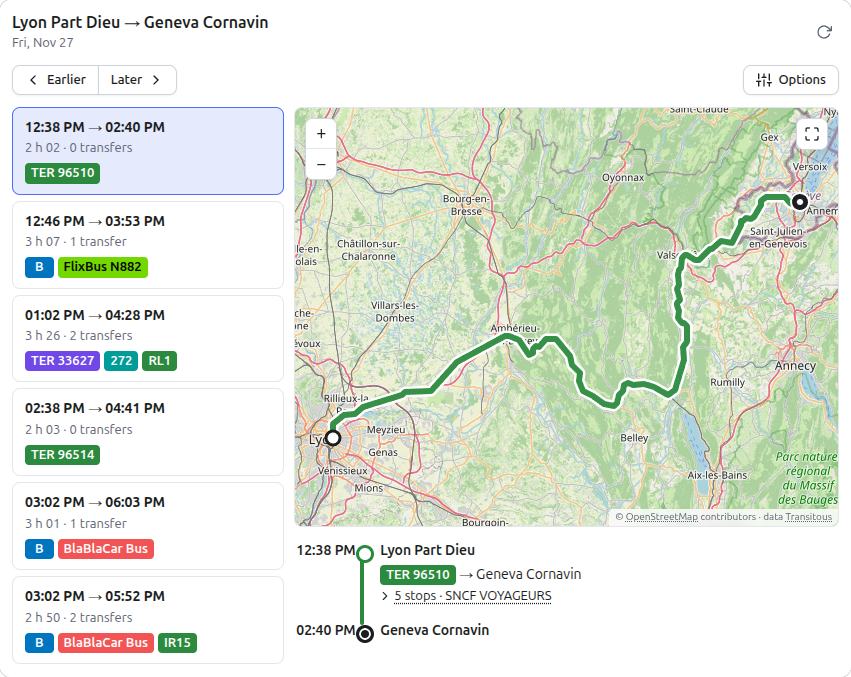 Lyon Part Dieu → Geneva Cornavin
Fri, Nov 27
Earlier
Later
Options
12:38 PM → 02:40 PM
2 h 02 · 0 transfers
TER 96510
12:46 PM → 03:53 PM
3 h 07 · 1 transfer
B FlixBus N882
01:02 PM → 04:28 PM
3 h 26 · 2 transfers
TER 33627 272 RL1
02:38 PM → 04:41 PM
2 h 03 · 0 transfers
TER 96514
03:02 PM → 06:03 PM
3 h 01 · 1 transfer
B BlaBlaCar Bus
03:02 PM → 05:52 PM
2 h 50 · 2 transfers
B BlaBlaCar Bus IR15
+
−
Saint-Claude
Gex
Versoix
Oyonnax
Bourg-en-
Bresse
Annem
Saint-Julien-
en-Genevois
Châtillon-sur-
Chalaronne
Vals
Villars-les-
Dombes
Ambérieu-
Annecy
Rumilly
Rillieux-la-
Meyzieu
Genas
Belley
Vénissieux
Mions
Aix-les-Bains
Parc naturel
régional
du Massif
des Bauges
Bourgoin-
© OpenStreetMap contributors · data Transitous
12:38 PM Lyon Part Dieu
TER 96510 → Geneva Cornavin
5 stops · SNCF VOYAGEURS
02:40 PM Geneva Cornavin